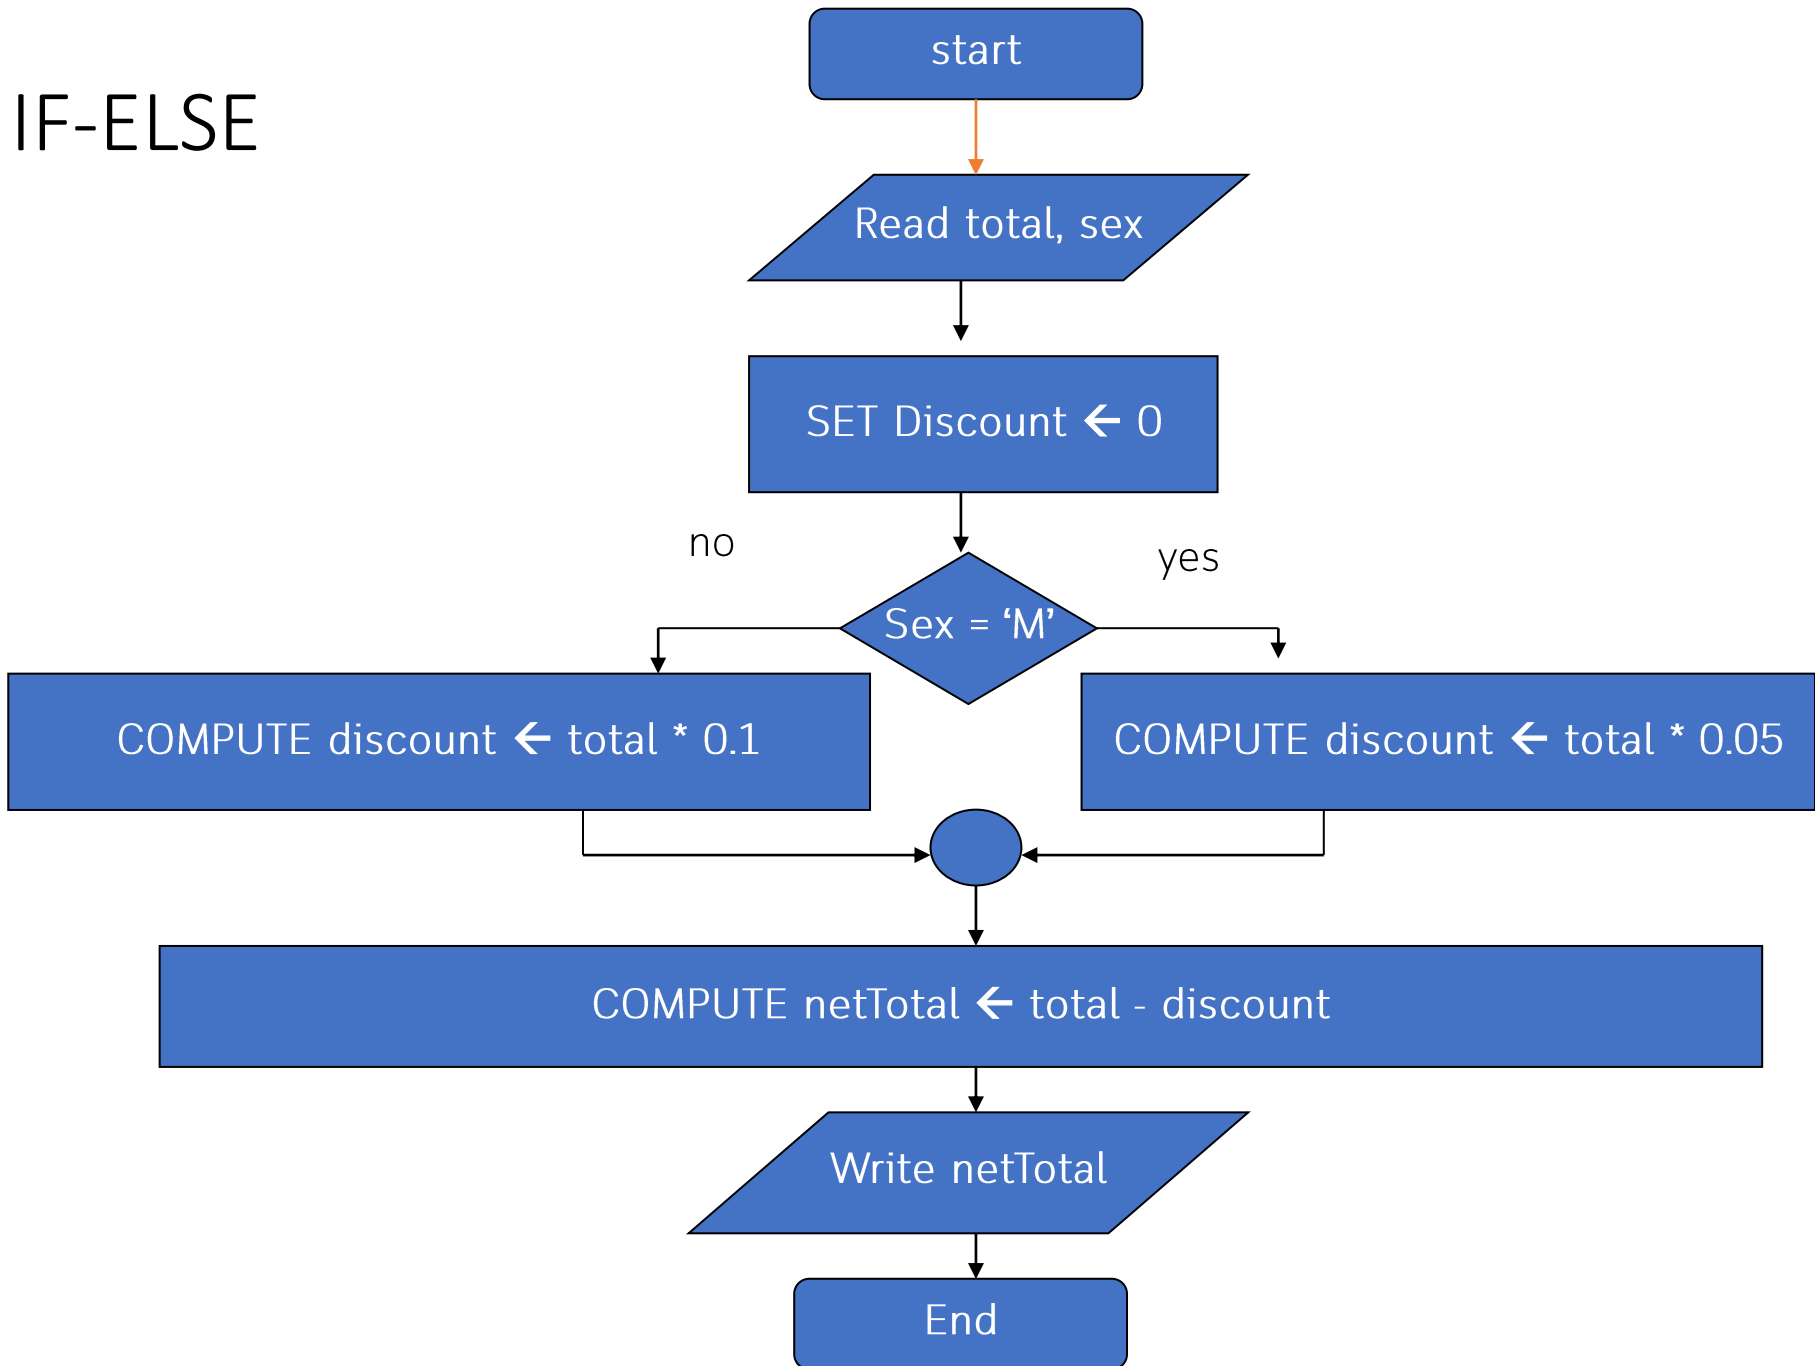 start
IF-ELSE
Read total, sex
SET Discount ← 0
no
yes
Sex = ‘M’
COMPUTE discount ← total * 0.1
COMPUTE discount ← total * 0.05
COMPUTE netTotal ← total - discount
Write netTotal
End